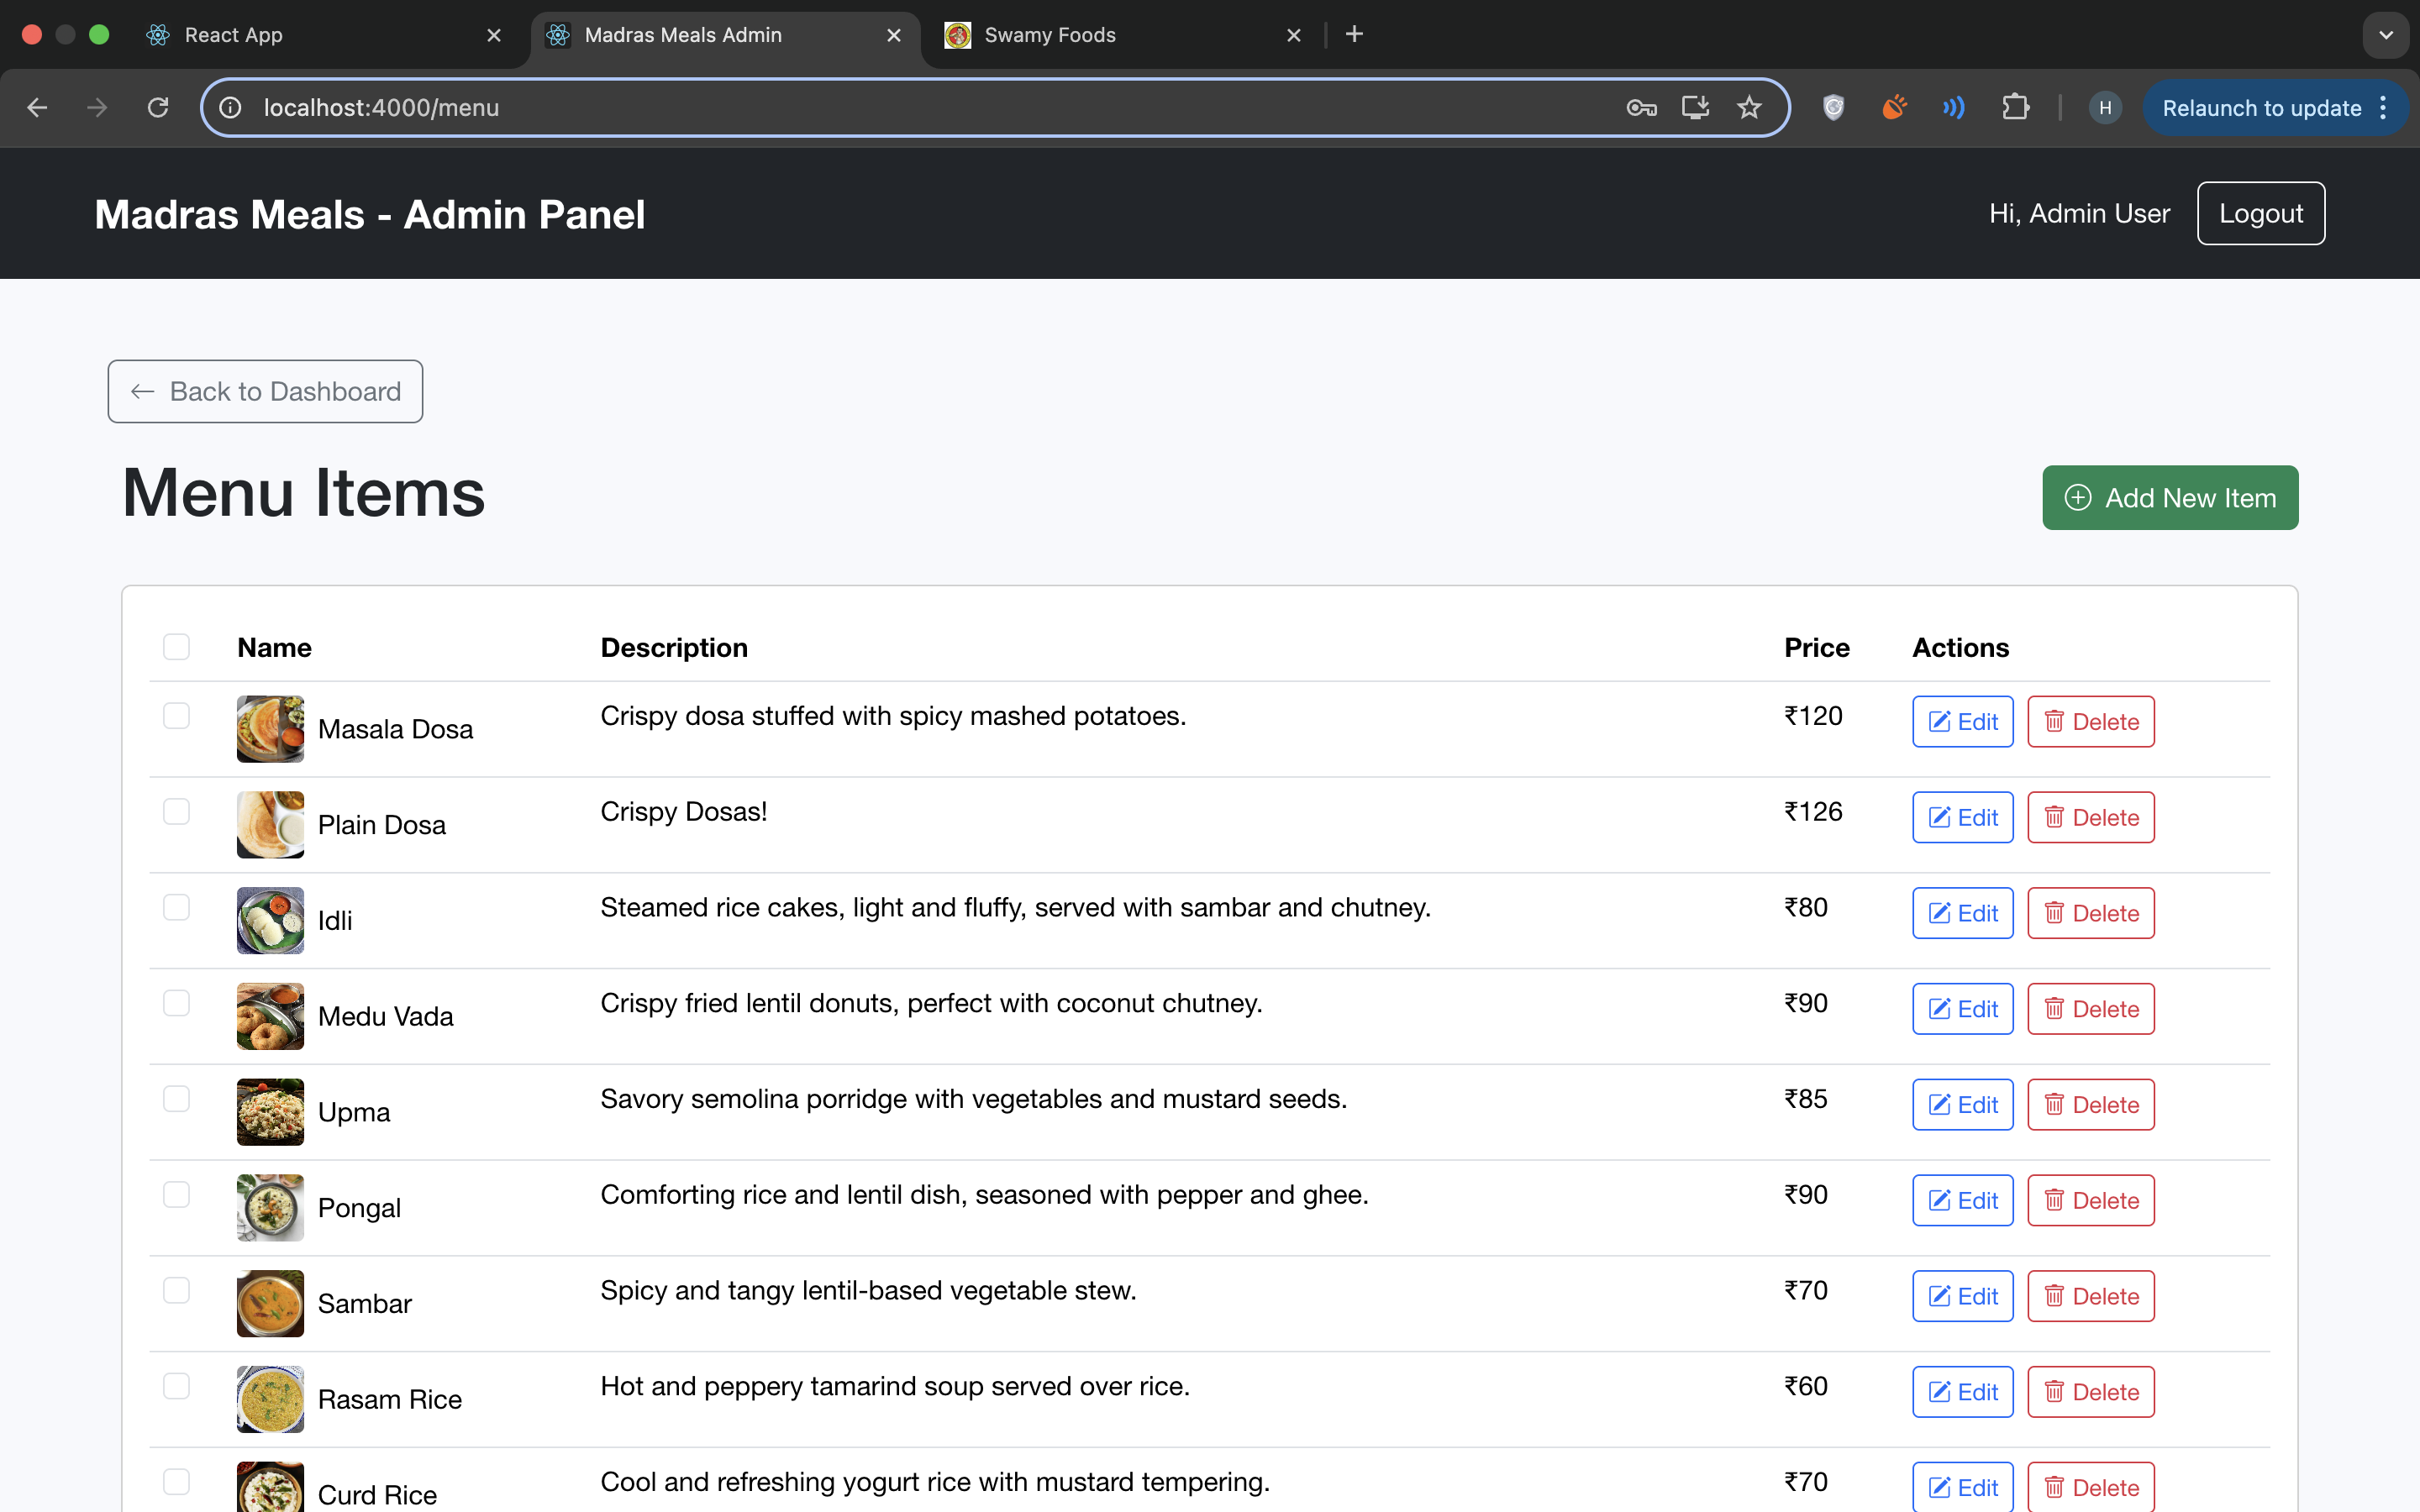 React App
Madras Meals Admin
Swamy Foods
localhost:4000/menu
H
Relaunch to update
Madras Meals - Admin Panel
Hi, Admin User
Logout
← Back to Dashboard
Menu Items
Add New Item
Name Description Price Actions
Masala Dosa Crispy dosa stuffed with spicy mashed potatoes. ₹120 Edit Delete
Plain Dosa Crispy Dosas! ₹126 Edit Delete
Idli Steamed rice cakes, light and fluffy, served with sambar and chutney. ₹80 Edit Delete
Medu Vada Crispy fried lentil donuts, perfect with coconut chutney. ₹90 Edit Delete
Upma Savory semolina porridge with vegetables and mustard seeds. ₹85 Edit Delete
Pongal Comforting rice and lentil dish, seasoned with pepper and ghee. ₹90 Edit Delete
Sambar Spicy and tangy lentil-based vegetable stew. ₹70 Edit Delete
Rasam Rice Hot and peppery tamarind soup served over rice. ₹60 Edit Delete
Curd Rice Cool and refreshing yogurt rice with mustard tempering. ₹70 Edit Delete